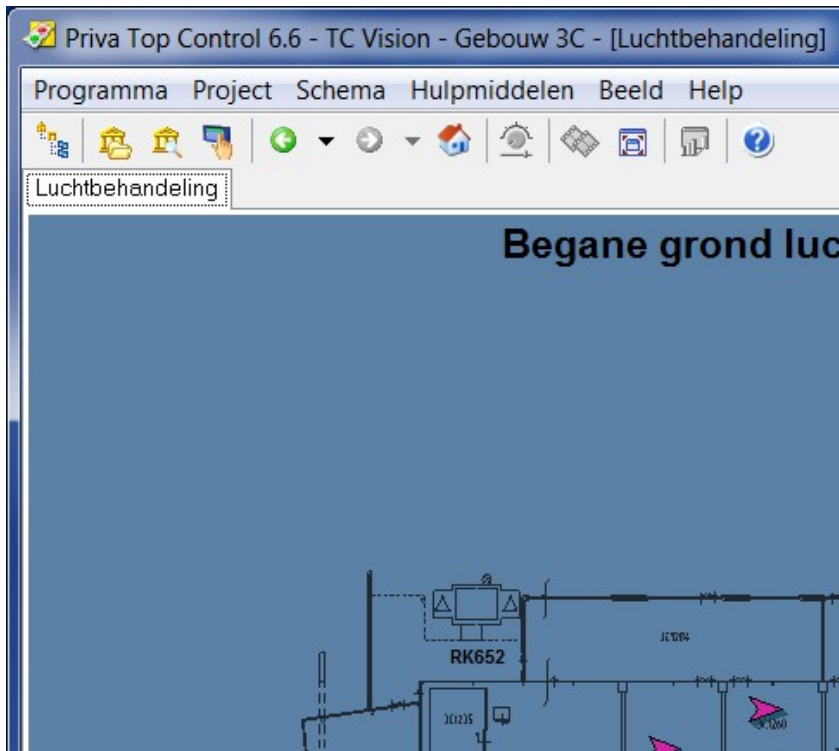 Priva Top Control 6.6 - TC Vision - Gebouw 3C - [Luchtbehandeling]
Programma Project Schema Hulpmiddelen Beeld Help
Luchtbehandeling
Begane grond luc
RK652